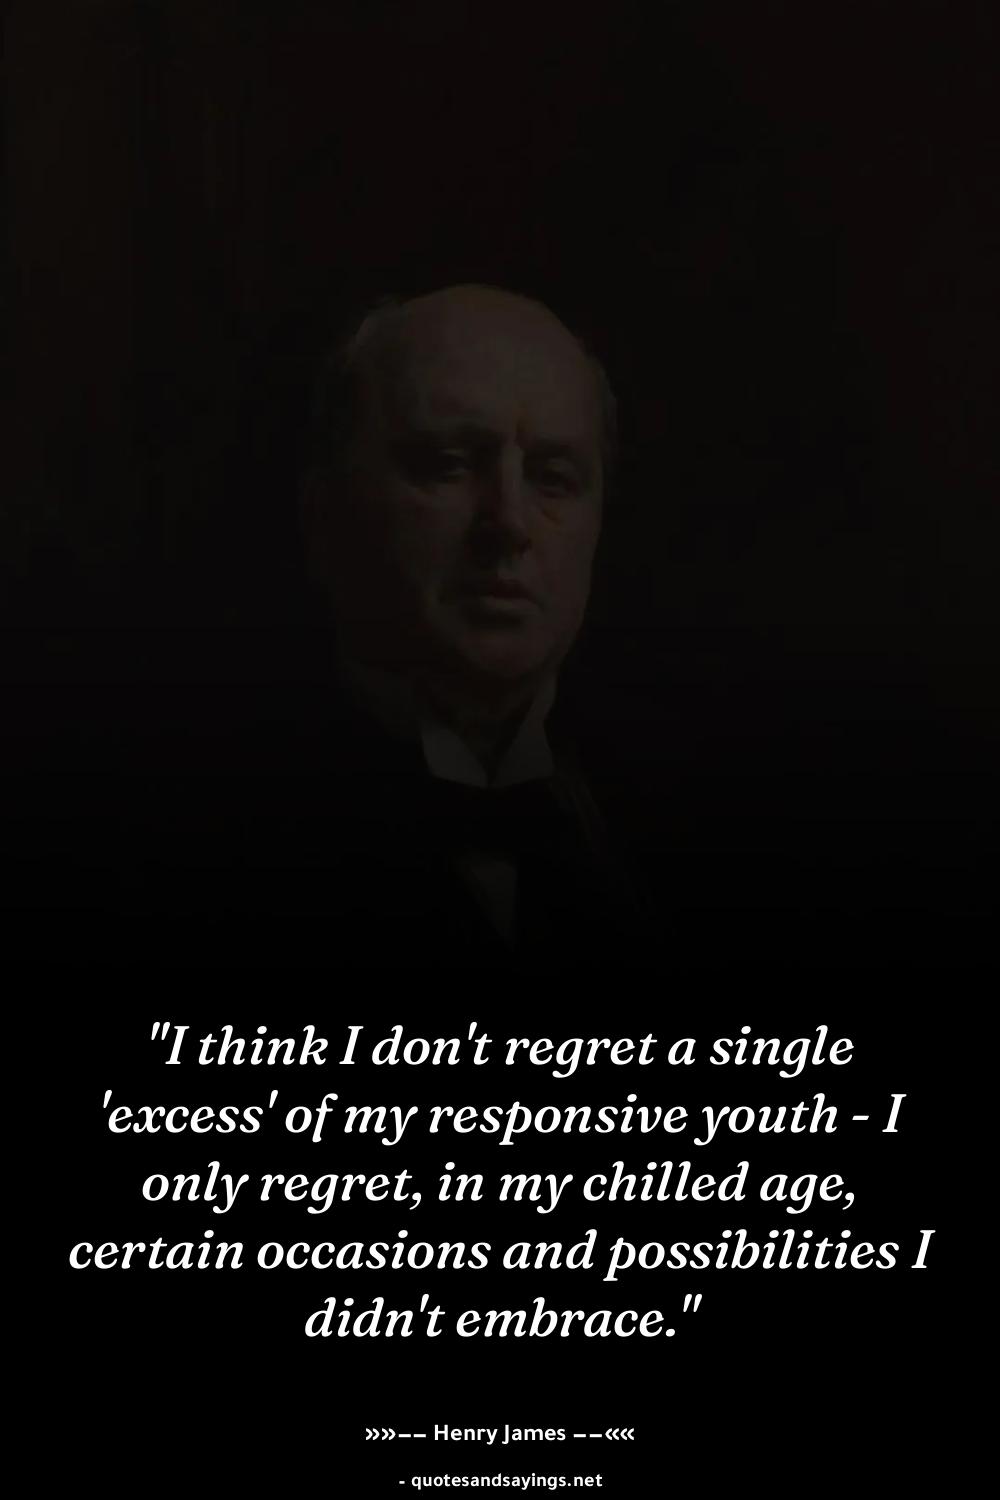 "I think I don't regret a single
'excess' of my responsive youth - I
only regret, in my chilled age,
certain occasions and possibilities I
didn't embrace."
»»−− Henry James −−««
- quotesandsayings.net